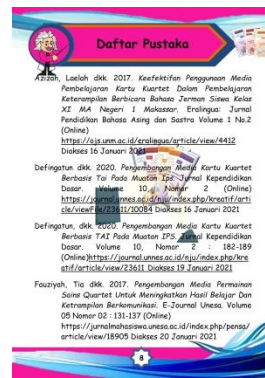 Daftar Pustaka
Azizah, Laelah dkk. 2017. Keefektifan Penggunaan Media
Pembelajaran Kartu Kuartet Dalam Pembelajaran
Keterampilan Berbicara Bahasa Jerman Siswa Kelas
XI MA Negeri 1 Makassar. Eralingua: Jurnal
Pendidikan Bahasa Asing dan Sastra Volume 1 No.2
(Online)
https://ojs.unm.ac.id/eralingua/article/view/4412
Diakses 16 Januari 2021
Defingatun dkk. 2020. Pengembangan Media Kartu Kuartet
Berbasis Tai Pada Muatan Ips. Jurnal Kependidikan
Dasar. Volume 10, Nomor 2 (Online)
https://journal.unnes.ac.id/nju/index.php/kreatif/arti
cle/viewFile/23611/10084 Diakses 16 Januari 2021
Defingatun, dkk. 2020. Pengembangan Media Kartu Kuartet
Berbasis TAI Pada Muatan IPS. Jurnal Kependidikan
Dasar. Volume 10, Nomor 2 : 182-189
(Online)https://journal.unnes.ac.id/nju/index.php/kre
atif/article/view/23611 Diakses 19 Januari 2021
Fauziyah, Tia dkk. 2017. Pengembangan Media Permainan
Sains Quartet Untuk Meningkatkan Hasil Belajar Dan
Ketrampilan Berkomunikasi. E-Journal Unesa. Volume
05 Nomor 02 : 131-137 (Online)
https://jurnalmahasiswa.unesa.ac.id/index.php/pensa/
article/view/18905 Diakses 20 Januari 2021
8